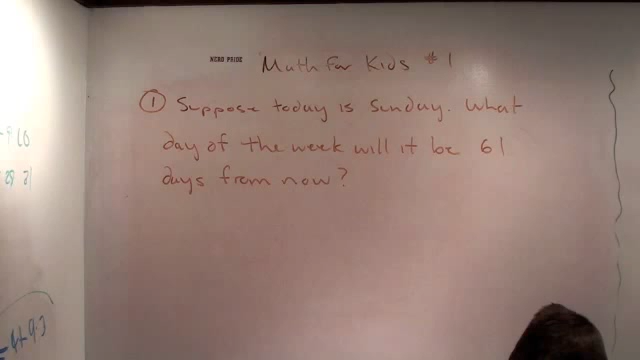 NERD PRIDE Math for Kids #1
① Suppose today is Sunday. What
day of the week will it be 61
days from now?